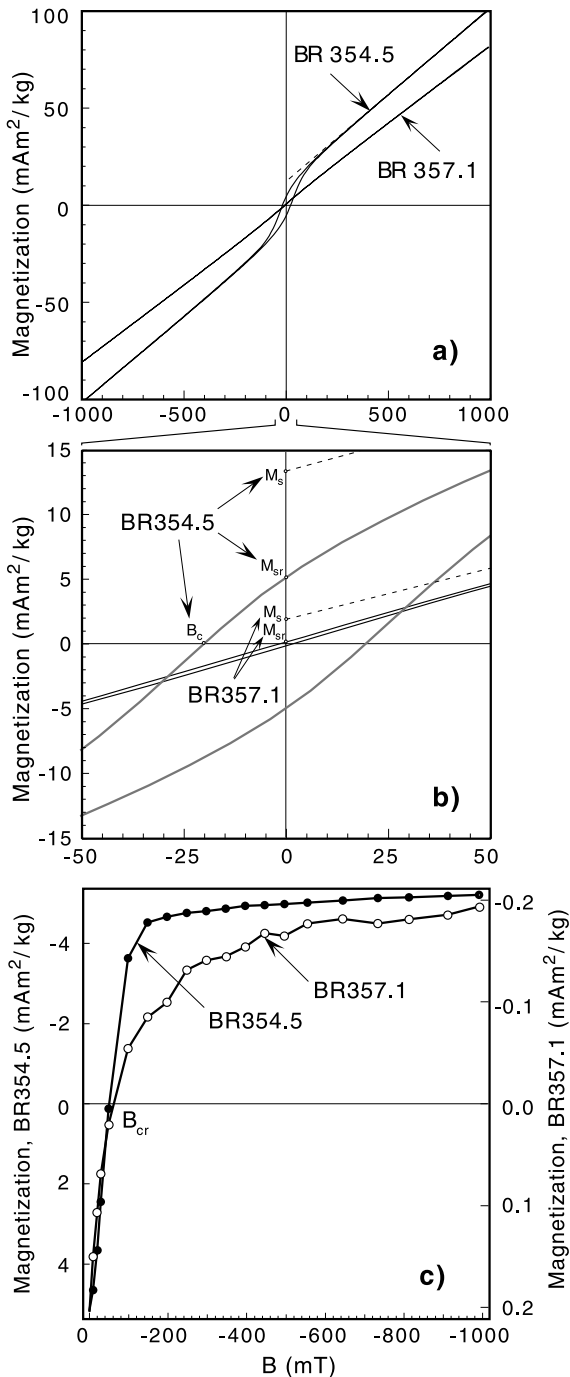 100
50
0
-50
-100
Magnetization (mAm²/kg)
BR 354.5
BR 357.1
a)
-1000 -500 0 500 1000
15
10
5
0
-5
-10
-15
Magnetization (mAm²/kg)
Ms
BR354.5
Msr
Bc
Ms
Msr
BR357.1
b)
-50 -25 0 25 50
-4
-2
0
2
4
Magnetization, BR354.5 (mAm²/kg)
BR357.1
BR354.5
Bcr
c)
-0.2
-0.1
0.0
0.1
0.2
Magnetization, BR357.1 (mAm²/kg)
0 -200 -400 -600 -800 -1000
B (mT)